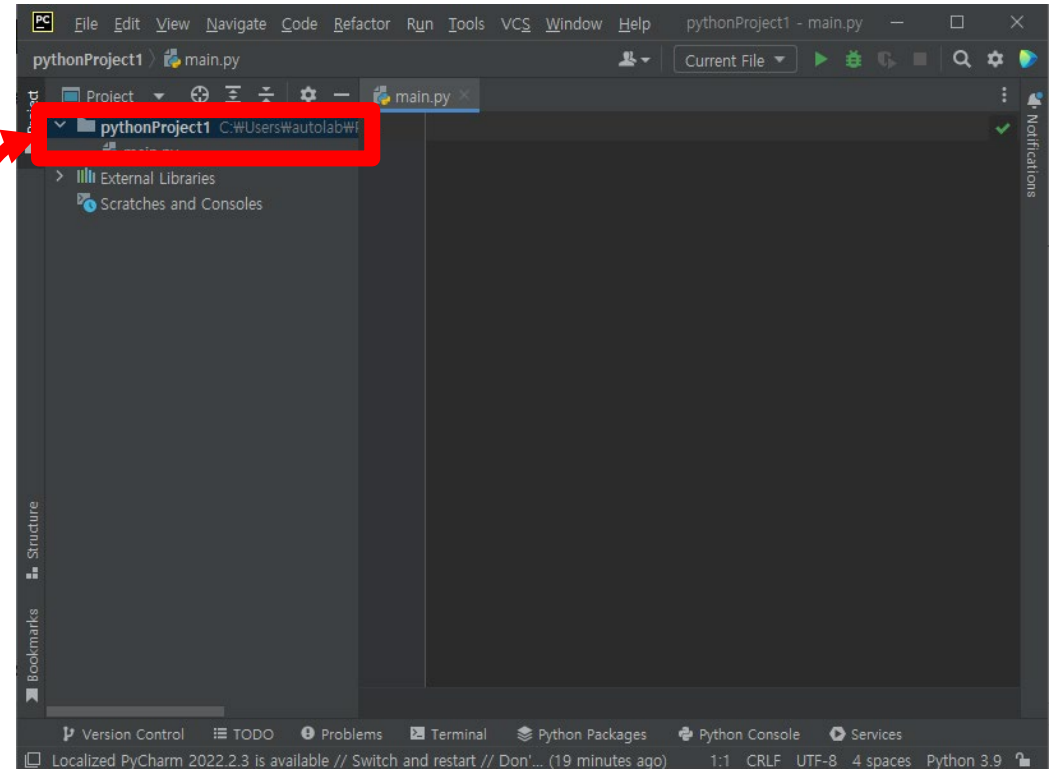 PC File Edit View Navigate Code Refactor Run Tools VCS Window Help pythonProject1 - main.py
pythonProject1 main.py Current File
Project main.py
Project
pythonProject1 C:₩Users₩autolab₩
main.py
External Libraries
Scratches and Consoles
Notifications
Structure
Bookmarks
Version Control TODO Problems Terminal Python Packages Python Console Services
Localized PyCharm 2022.2.3 is available // Switch and restart // Don'... (19 minutes ago) 1:1 CRLF UTF-8 4 spaces Python 3.9